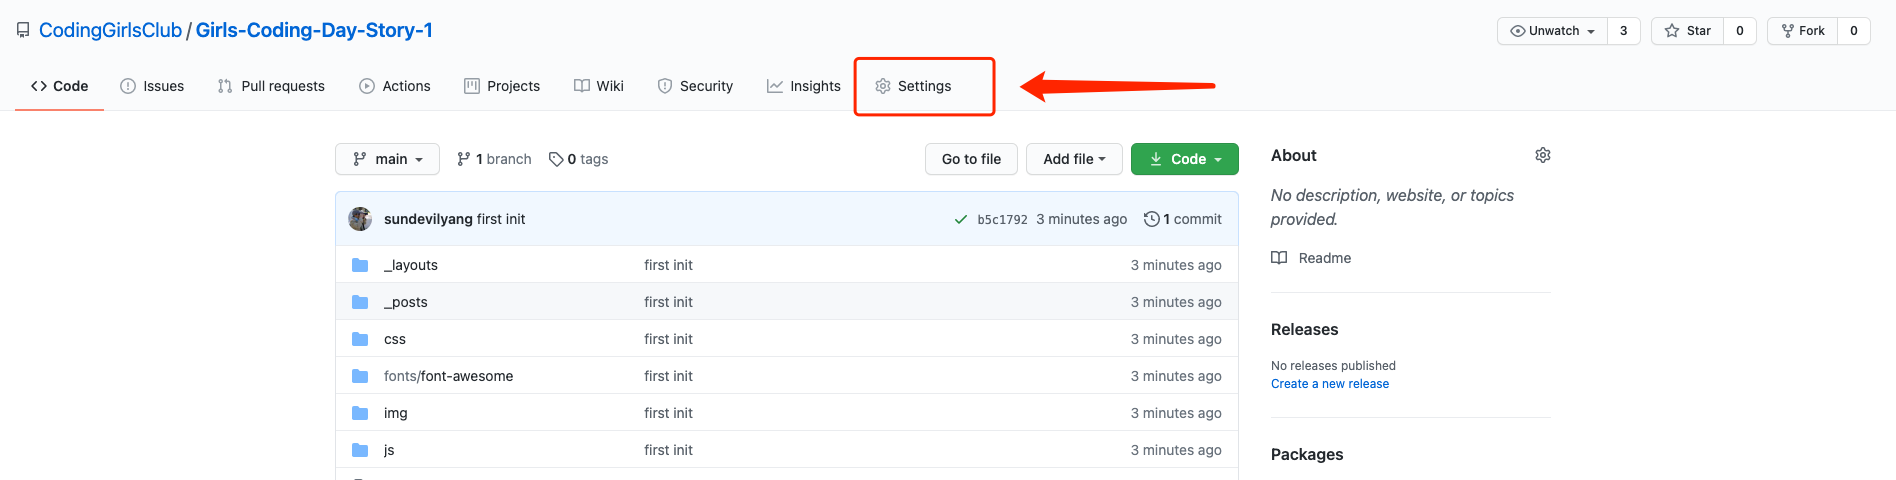 CodingGirlsClub / Girls-Coding-Day-Story-1
Unwatch 3 Star 0 Fork 0
Code Issues Pull requests Actions Projects Wiki Security Insights Settings
main 1 branch 0 tags Go to file Add file Code
sundevilyang first init b5c1792 3 minutes ago 1 commit
_layouts first init 3 minutes ago
_posts first init 3 minutes ago
css first init 3 minutes ago
fonts/font-awesome first init 3 minutes ago
img first init 3 minutes ago
js first init 3 minutes ago
About
No description, website, or topics
provided.
Readme
Releases
No releases published
Create a new release
Packages